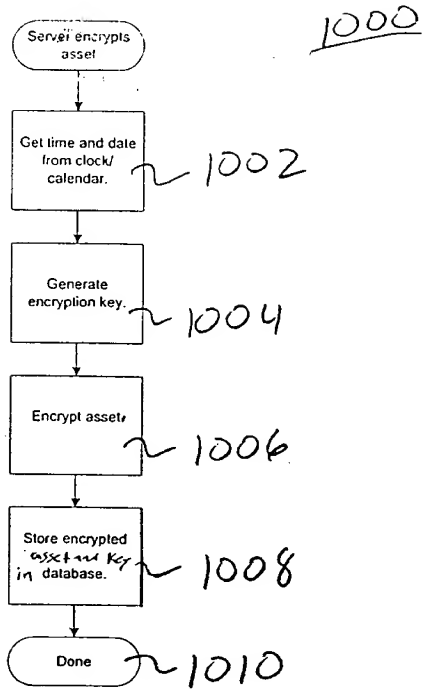 1000
Server encrypts
asset
Get time and date
from clock/
calendar.
1002
Generate
encryption key.
1004
Encrypt asset.
1006
Store encrypted
asset and key
in database.
1008
Done
1010